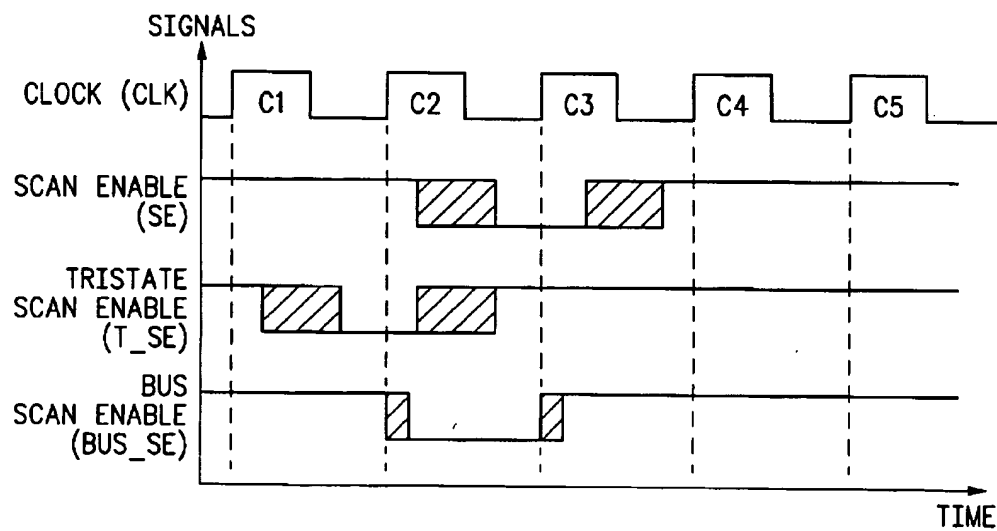 SIGNALS
CLOCK (CLK)
C1 C2 C3 C4 C5
SCAN ENABLE
(SE)
TRISTATE
SCAN ENABLE
(T_SE)
BUS
SCAN ENABLE
(BUS_SE)
TIME